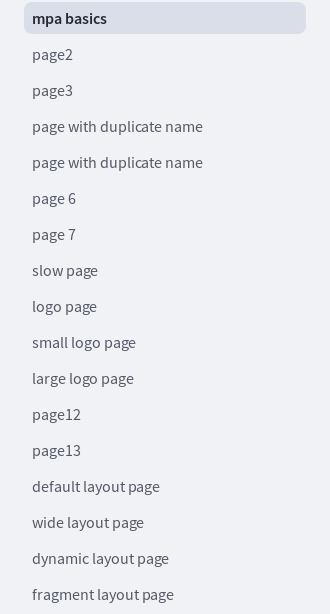 mpa basics
page2
page3
page with duplicate name
page with duplicate name
page 6
page 7
slow page
logo page
small logo page
large logo page
page12
page13
default layout page
wide layout page
dynamic layout page
fragment layout page